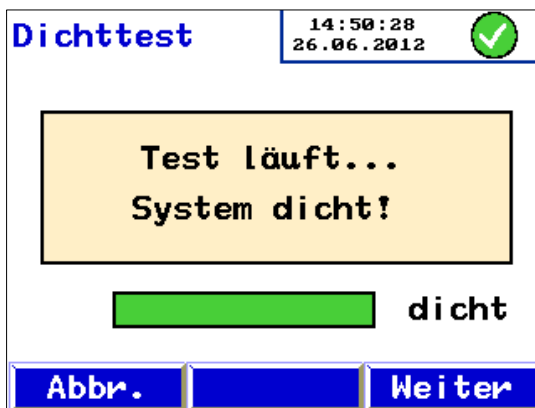 Dichttest
14:50:28
26.06.2012
Test läuft...
System dicht!
dicht
Abbr.
Weiter